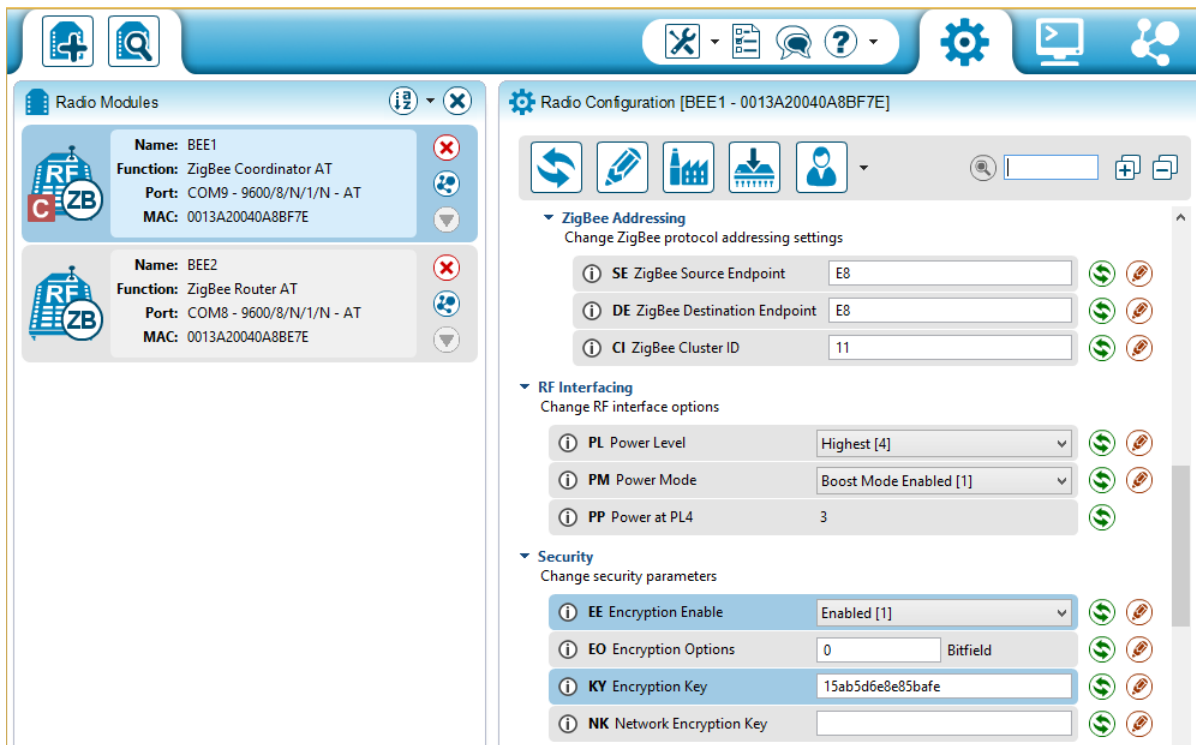 Radio Modules
Name: BEE1
Function: ZigBee Coordinator AT
Port: COM9 - 9600/8/N/1/N - AT
MAC: 0013A20040A8BF7E
RF
C
ZB
Name: BEE2
Function: ZigBee Router AT
Port: COM8 - 9600/8/N/1/N - AT
MAC: 0013A20040A8BE7E
RF
ZB
Radio Configuration [BEE1 - 0013A20040A8BF7E]
ZigBee Addressing
Change ZigBee protocol addressing settings
SE ZigBee Source Endpoint E8
DE ZigBee Destination Endpoint E8
CI ZigBee Cluster ID 11
RF Interfacing
Change RF interface options
PL Power Level Highest [4]
PM Power Mode Boost Mode Enabled [1]
PP Power at PL4 3
Security
Change security parameters
EE Encryption Enable Enabled [1]
EO Encryption Options 0 Bitfield
KY Encryption Key 15ab5d6e8e85bafe
NK Network Encryption Key